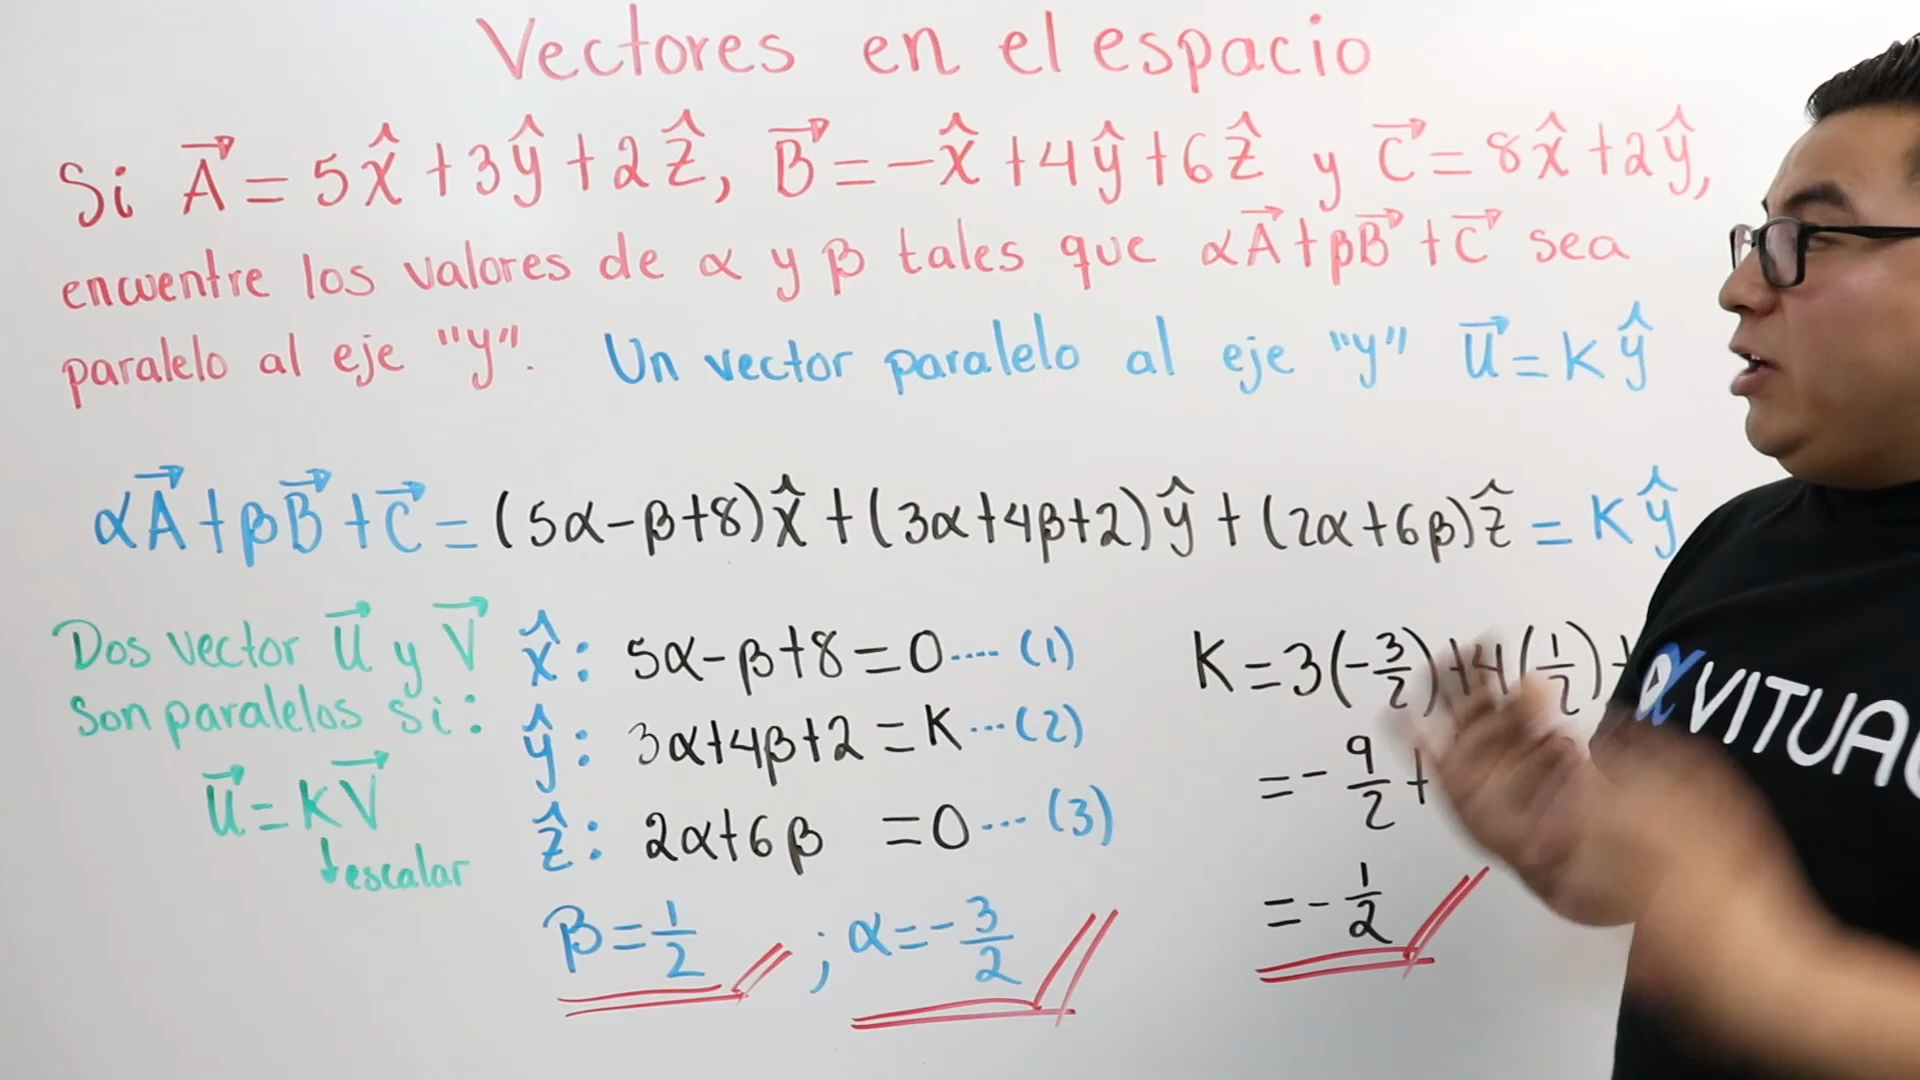 Vectores en el espacio
Si A⃗ = 5x̂ + 3ŷ + 2ẑ, B⃗ = -x̂ + 4ŷ + 6ẑ y C⃗ = 8x̂ + 2ŷ,
encuentre los valores de α y β tales que αA⃗ + βB⃗ + C⃗ sea
paralelo al eje "y". Un vector paralelo al eje "y" U⃗ = Kŷ
αA⃗ + βB⃗ + C⃗ = (5α-β+8)x̂ + (3α+4β+2)ŷ + (2α+6β)ẑ = Kŷ
Dos vector U⃗ y V⃗
son paralelos si:
U⃗ = KV⃗
↓escalar
x̂: 5α-β+8=0---- (1)
ŷ: 3α+4β+2=K---(2)
ẑ: 2α+6β =0--- (3)
β=1/2 ; α=-3/2
K=3(-3/2)+4(1/2)+
=-9/2+
=-1/2
αVITUA